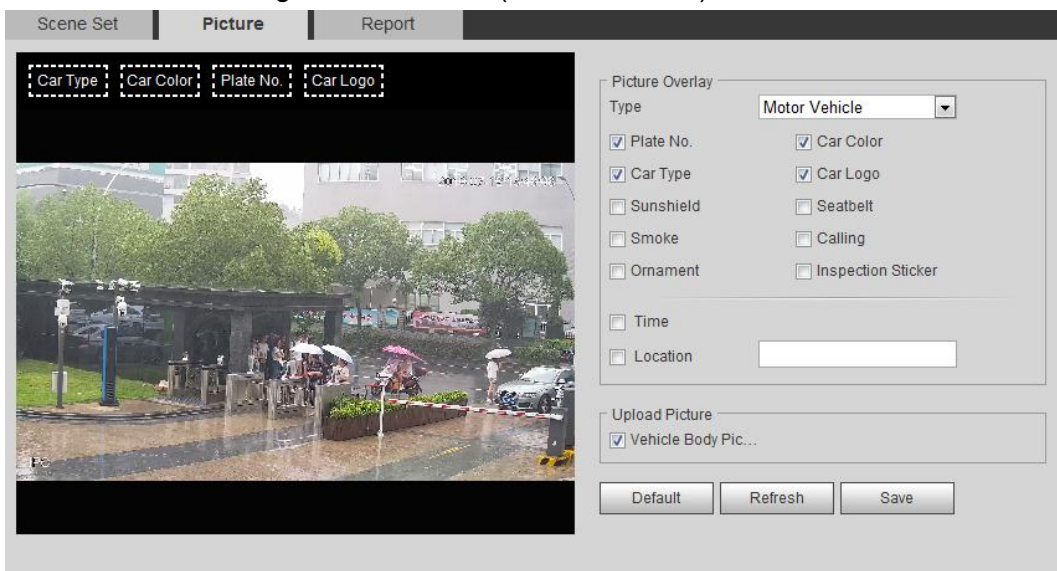 Scene Set Picture Report
Car Type Car Color Plate No. Car Logo
Picture Overlay
Type Motor Vehicle
Plate No. Car Color
Car Type Car Logo
Sunshield Seatbelt
Smoke Calling
Ornament Inspection Sticker
Time
Location
Upload Picture
Vehicle Body Pic...
Default Refresh Save